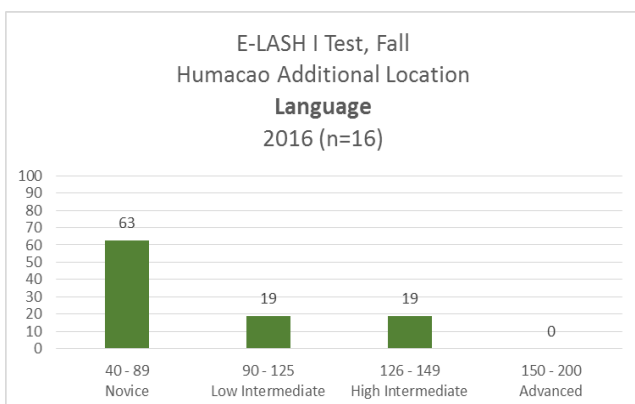 E-LASH I Test, Fall
Humacao Additional Location
Language
2016 (n=16)
100
90
80
70
60
50
40
30
20
10
0
63
19
19
0
40 - 89
Novice
90 - 125
Low Intermediate
126 - 149
High Intermediate
150 - 200
Advanced